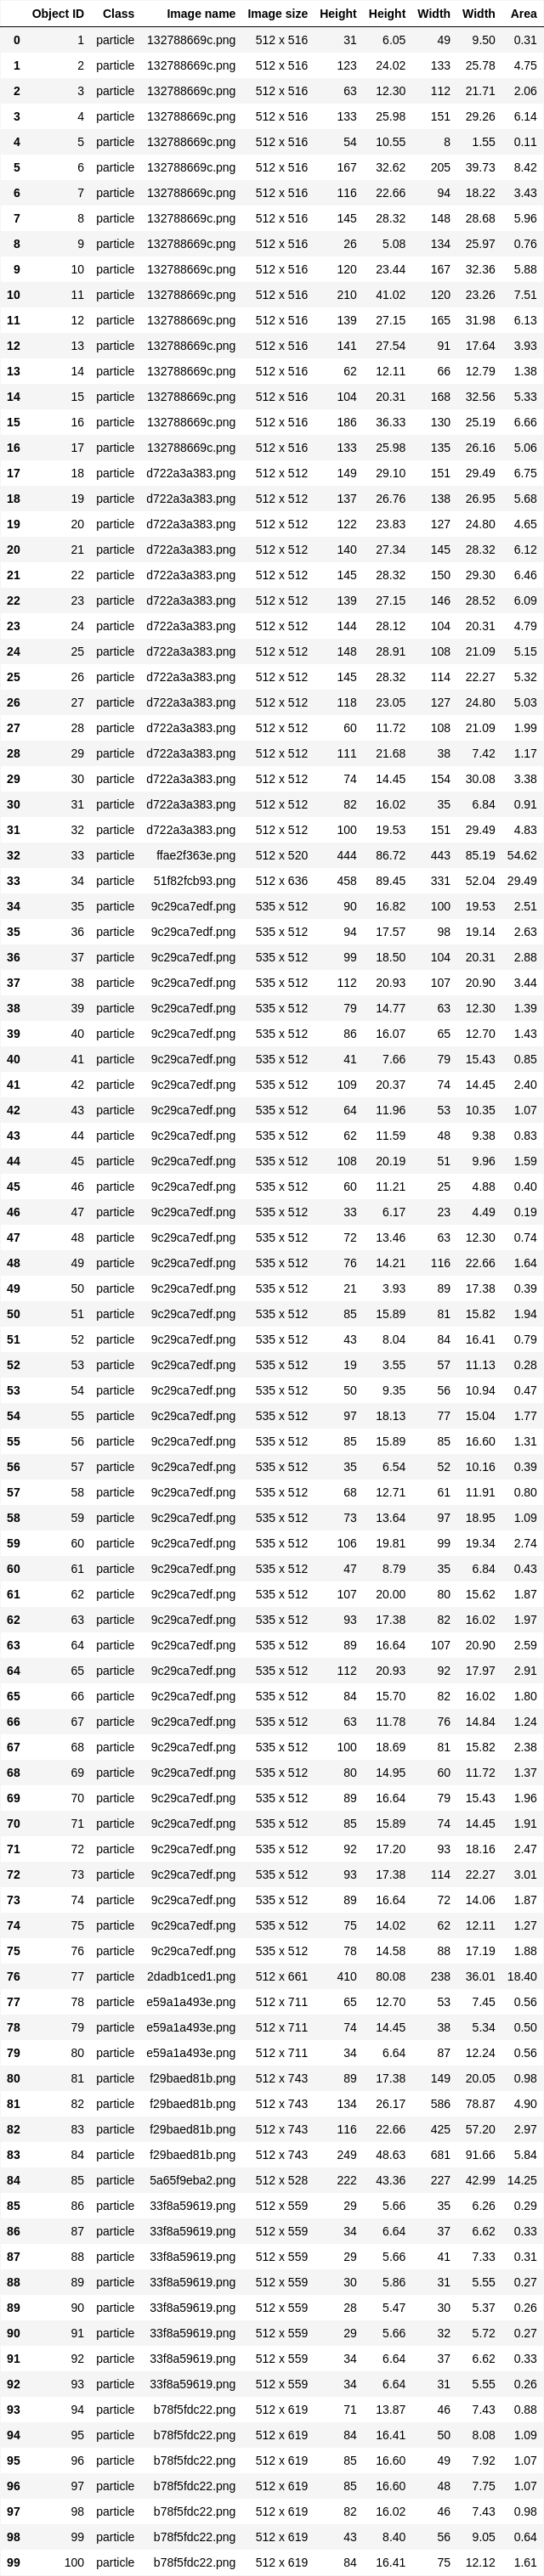 Object ID Class Image name Image size Height Height Width Width Area
0 1 particle 132788669c.png 512 x 516 31 6.05 49 9.50 0.31
1 2 particle 132788669c.png 512 x 516 123 24.02 133 25.78 4.75
2 3 particle 132788669c.png 512 x 516 63 12.30 112 21.71 2.06
3 4 particle 132788669c.png 512 x 516 133 25.98 151 29.26 6.14
4 5 particle 132788669c.png 512 x 516 54 10.55 8 1.55 0.11
5 6 particle 132788669c.png 512 x 516 167 32.62 205 39.73 8.42
6 7 particle 132788669c.png 512 x 516 116 22.66 94 18.22 3.43
7 8 particle 132788669c.png 512 x 516 145 28.32 148 28.68 5.96
8 9 particle 132788669c.png 512 x 516 26 5.08 134 25.97 0.76
9 10 particle 132788669c.png 512 x 516 120 23.44 167 32.36 5.88
10 11 particle 132788669c.png 512 x 516 210 41.02 120 23.26 7.51
11 12 particle 132788669c.png 512 x 516 139 27.15 165 31.98 6.13
12 13 particle 132788669c.png 512 x 516 141 27.54 91 17.64 3.93
13 14 particle 132788669c.png 512 x 516 62 12.11 66 12.79 1.38
14 15 particle 132788669c.png 512 x 516 104 20.31 168 32.56 5.33
15 16 particle 132788669c.png 512 x 516 186 36.33 130 25.19 6.66
16 17 particle 132788669c.png 512 x 516 133 25.98 135 26.16 5.06
17 18 particle d722a3a383.png 512 x 512 149 29.10 151 29.49 6.75
18 19 particle d722a3a383.png 512 x 512 137 26.76 138 26.95 5.68
19 20 particle d722a3a383.png 512 x 512 122 23.83 127 24.80 4.65
20 21 particle d722a3a383.png 512 x 512 140 27.34 145 28.32 6.12
21 22 particle d722a3a383.png 512 x 512 145 28.32 150 29.30 6.46
22 23 particle d722a3a383.png 512 x 512 139 27.15 146 28.52 6.09
23 24 particle d722a3a383.png 512 x 512 144 28.12 104 20.31 4.79
24 25 particle d722a3a383.png 512 x 512 148 28.91 108 21.09 5.15
25 26 particle d722a3a383.png 512 x 512 145 28.32 114 22.27 5.32
26 27 particle d722a3a383.png 512 x 512 118 23.05 127 24.80 5.03
27 28 particle d722a3a383.png 512 x 512 60 11.72 108 21.09 1.99
28 29 particle d722a3a383.png 512 x 512 111 21.68 38 7.42 1.17
29 30 particle d722a3a383.png 512 x 512 74 14.45 154 30.08 3.38
30 31 particle d722a3a383.png 512 x 512 82 16.02 35 6.84 0.91
31 32 particle d722a3a383.png 512 x 512 100 19.53 151 29.49 4.83
32 33 particle ffae2f363e.png 512 x 520 444 86.72 443 85.19 54.62
33 34 particle 51f82fcb93.png 512 x 636 458 89.45 331 52.04 29.49
34 35 particle 9c29ca7edf.png 535 x 512 90 16.82 100 19.53 2.51
35 36 particle 9c29ca7edf.png 535 x 512 94 17.57 98 19.14 2.63
36 37 particle 9c29ca7edf.png 535 x 512 99 18.50 104 20.31 2.88
37 38 particle 9c29ca7edf.png 535 x 512 112 20.93 107 20.90 3.44
38 39 particle 9c29ca7edf.png 535 x 512 79 14.77 63 12.30 1.39
39 40 particle 9c29ca7edf.png 535 x 512 86 16.07 65 12.70 1.43
40 41 particle 9c29ca7edf.png 535 x 512 41 7.66 79 15.43 0.85
41 42 particle 9c29ca7edf.png 535 x 512 109 20.37 74 14.45 2.40
42 43 particle 9c29ca7edf.png 535 x 512 64 11.96 53 10.35 1.07
43 44 particle 9c29ca7edf.png 535 x 512 62 11.59 48 9.38 0.83
44 45 particle 9c29ca7edf.png 535 x 512 108 20.19 51 9.96 1.59
45 46 particle 9c29ca7edf.png 535 x 512 60 11.21 25 4.88 0.40
46 47 particle 9c29ca7edf.png 535 x 512 33 6.17 23 4.49 0.19
47 48 particle 9c29ca7edf.png 535 x 512 72 13.46 63 12.30 0.74
48 49 particle 9c29ca7edf.png 535 x 512 76 14.21 116 22.66 1.64
49 50 particle 9c29ca7edf.png 535 x 512 21 3.93 89 17.38 0.39
50 51 particle 9c29ca7edf.png 535 x 512 85 15.89 81 15.82 1.94
51 52 particle 9c29ca7edf.png 535 x 512 43 8.04 84 16.41 0.79
52 53 particle 9c29ca7edf.png 535 x 512 19 3.55 57 11.13 0.28
53 54 particle 9c29ca7edf.png 535 x 512 50 9.35 56 10.94 0.47
54 55 particle 9c29ca7edf.png 535 x 512 97 18.13 77 15.04 1.77
55 56 particle 9c29ca7edf.png 535 x 512 85 15.89 85 16.60 1.31
56 57 particle 9c29ca7edf.png 535 x 512 35 6.54 52 10.16 0.39
57 58 particle 9c29ca7edf.png 535 x 512 68 12.71 61 11.91 0.80
58 59 particle 9c29ca7edf.png 535 x 512 73 13.64 97 18.95 1.09
59 60 particle 9c29ca7edf.png 535 x 512 106 19.81 99 19.34 2.74
60 61 particle 9c29ca7edf.png 535 x 512 47 8.79 35 6.84 0.43
61 62 particle 9c29ca7edf.png 535 x 512 107 20.00 80 15.62 1.87
62 63 particle 9c29ca7edf.png 535 x 512 93 17.38 82 16.02 1.97
63 64 particle 9c29ca7edf.png 535 x 512 89 16.64 107 20.90 2.59
64 65 particle 9c29ca7edf.png 535 x 512 112 20.93 92 17.97 2.91
65 66 particle 9c29ca7edf.png 535 x 512 84 15.70 82 16.02 1.80
66 67 particle 9c29ca7edf.png 535 x 512 63 11.78 76 14.84 1.24
67 68 particle 9c29ca7edf.png 535 x 512 100 18.69 81 15.82 2.38
68 69 particle 9c29ca7edf.png 535 x 512 80 14.95 60 11.72 1.37
69 70 particle 9c29ca7edf.png 535 x 512 89 16.64 79 15.43 1.96
70 71 particle 9c29ca7edf.png 535 x 512 85 15.89 74 14.45 1.91
71 72 particle 9c29ca7edf.png 535 x 512 92 17.20 93 18.16 2.47
72 73 particle 9c29ca7edf.png 535 x 512 93 17.38 114 22.27 3.01
73 74 particle 9c29ca7edf.png 535 x 512 89 16.64 72 14.06 1.87
74 75 particle 9c29ca7edf.png 535 x 512 75 14.02 62 12.11 1.27
75 76 particle 9c29ca7edf.png 535 x 512 78 14.58 88 17.19 1.88
76 77 particle 2dadb1ced1.png 512 x 661 410 80.08 238 36.01 18.40
77 78 particle e59a1a493e.png 512 x 711 65 12.70 53 7.45 0.56
78 79 particle e59a1a493e.png 512 x 711 74 14.45 38 5.34 0.50
79 80 particle e59a1a493e.png 512 x 711 34 6.64 87 12.24 0.56
80 81 particle f29baed81b.png 512 x 743 89 17.38 149 20.05 0.98
81 82 particle f29baed81b.png 512 x 743 134 26.17 586 78.87 4.90
82 83 particle f29baed81b.png 512 x 743 116 22.66 425 57.20 2.97
83 84 particle f29baed81b.png 512 x 743 249 48.63 681 91.66 5.84
84 85 particle 5a65f9eba2.png 512 x 528 222 43.36 227 42.99 14.25
85 86 particle 33f8a59619.png 512 x 559 29 5.66 35 6.26 0.29
86 87 particle 33f8a59619.png 512 x 559 34 6.64 37 6.62 0.33
87 88 particle 33f8a59619.png 512 x 559 29 5.66 41 7.33 0.31
88 89 particle 33f8a59619.png 512 x 559 30 5.86 31 5.55 0.27
89 90 particle 33f8a59619.png 512 x 559 28 5.47 30 5.37 0.26
90 91 particle 33f8a59619.png 512 x 559 29 5.66 32 5.72 0.27
91 92 particle 33f8a59619.png 512 x 559 34 6.64 37 6.62 0.33
92 93 particle 33f8a59619.png 512 x 559 34 6.64 31 5.55 0.26
93 94 particle b78f5fdc22.png 512 x 619 71 13.87 46 7.43 0.88
94 95 particle b78f5fdc22.png 512 x 619 84 16.41 50 8.08 1.09
95 96 particle b78f5fdc22.png 512 x 619 85 16.60 49 7.92 1.07
96 97 particle b78f5fdc22.png 512 x 619 85 16.60 48 7.75 1.07
97 98 particle b78f5fdc22.png 512 x 619 82 16.02 46 7.43 0.98
98 99 particle b78f5fdc22.png 512 x 619 43 8.40 56 9.05 0.64
99 100 particle b78f5fdc22.png 512 x 619 84 16.41 75 12.12 1.61